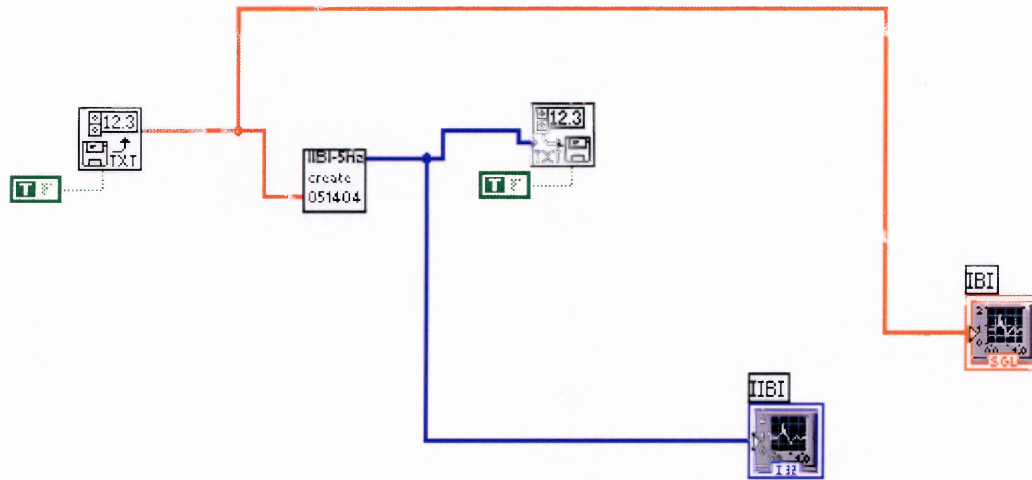 12.3
TXT
T F
IIBI-5Hz
create
051404
12.3
TXT
T F
IBI
SGL
IIBI
I32